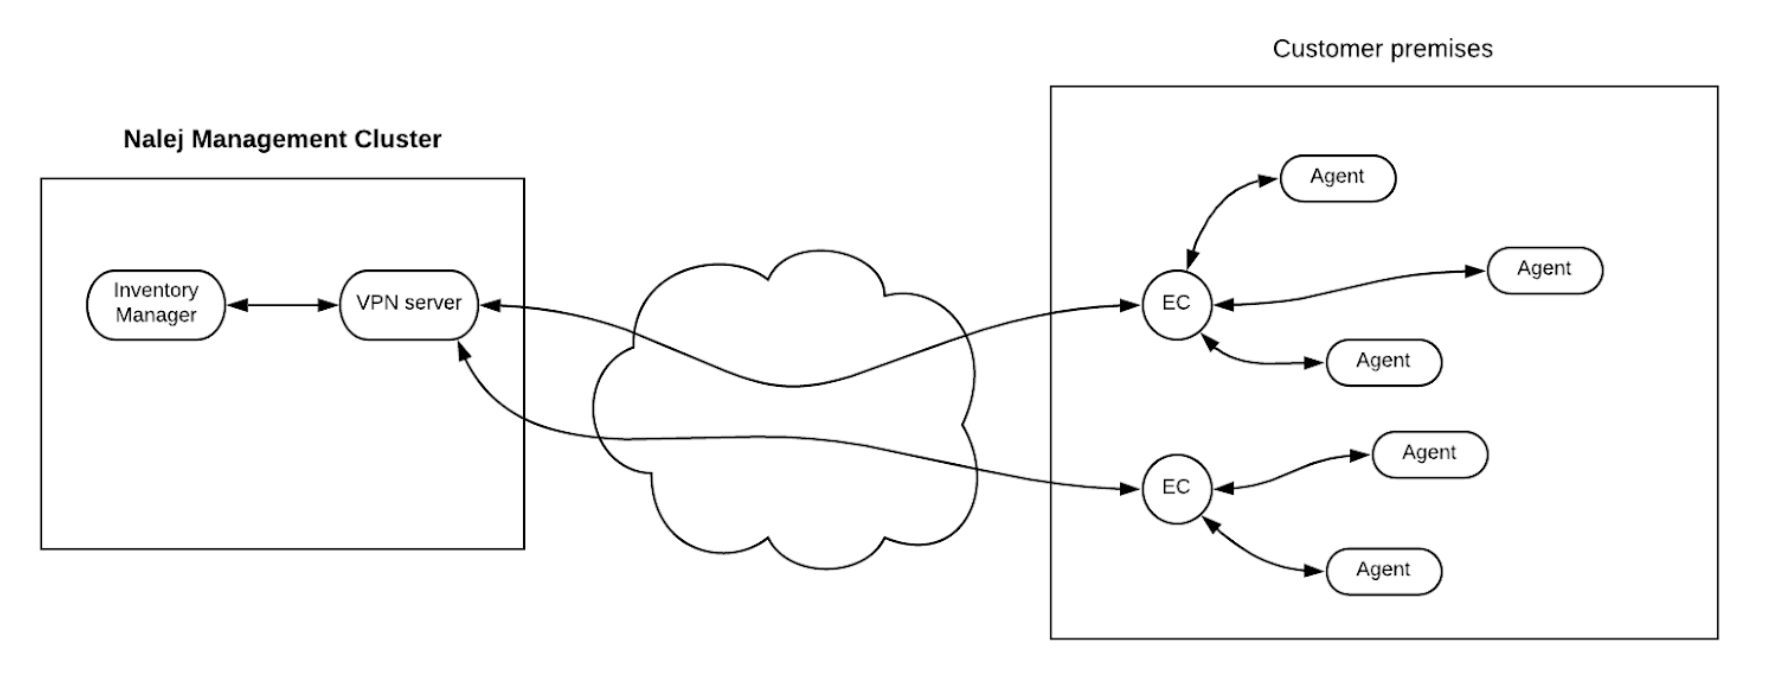 Customer premises
Nalej Management Cluster
Agent
Agent
Inventory
Manager
VPN server
EC
Agent
Agent
EC
Agent